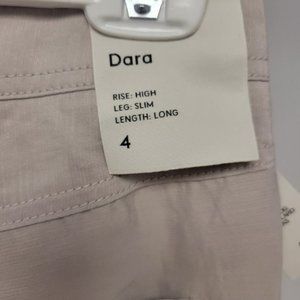 Dara
RISE: HIGH
LEG: SLIM
LENGTH: LONG
4